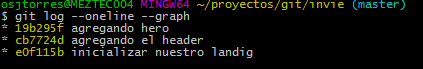 osjtorres@MEZTEC004 MINGW64 ~/proyectos/git/invie (master)
$ git log --oneline --graph
* 19b295f agregando hero
* cb7724d agregando el header
* e0f115b inicializar nuestro landig